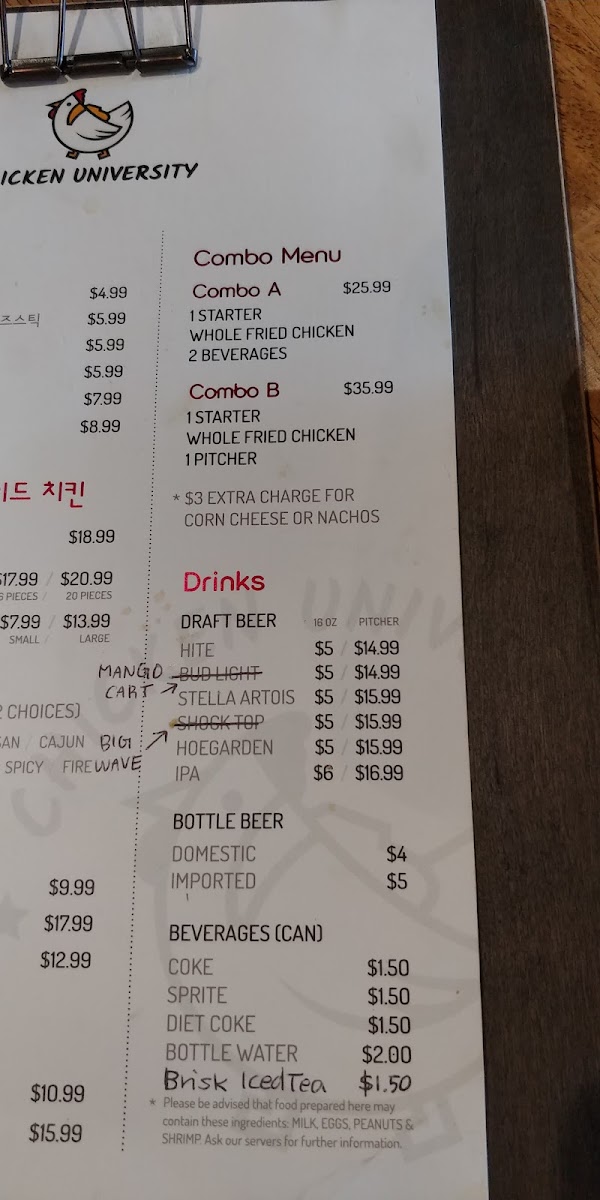 ICKEN UNIVERSITY
$4.99
즈스틱 $5.99
$5.99
$5.99
$7.99
$8.99
이드 치킨
$18.99
$17.99 / $20.99
PIECES / 20 PIECES
$7.99 / $13.99
SMALL / LARGE
CHOICES)
SAN / CAJUN
SPICY FIRE
$9.99
$17.99
$12.99
$10.99
$15.99
Combo Menu
Combo A $25.99
1 STARTER
WHOLE FRIED CHICKEN
2 BEVERAGES
Combo B $35.99
1 STARTER
WHOLE FRIED CHICKEN
1 PITCHER
* $3 EXTRA CHARGE FOR
CORN CHEESE OR NACHOS
Drinks
DRAFT BEER 16 OZ PITCHER
HITE $5 / $14.99
MANGO
CART
BUD LIGHT $5 / $14.99
STELLA ARTOIS $5 / $15.99
BIG
WAVE
SHOCK TOP $5 / $15.99
HOEGARDEN $5 / $15.99
IPA $6 / $16.99
BOTTLE BEER
DOMESTIC $4
IMPORTED $5
BEVERAGES (CAN)
COKE $1.50
SPRITE $1.50
DIET COKE $1.50
BOTTLE WATER $2.00
Brisk Iced Tea $1.50
* Please be advised that food prepared here may
contain these ingredients: MILK, EGGS, PEANUTS &
SHRIMP. Ask our servers for further information.